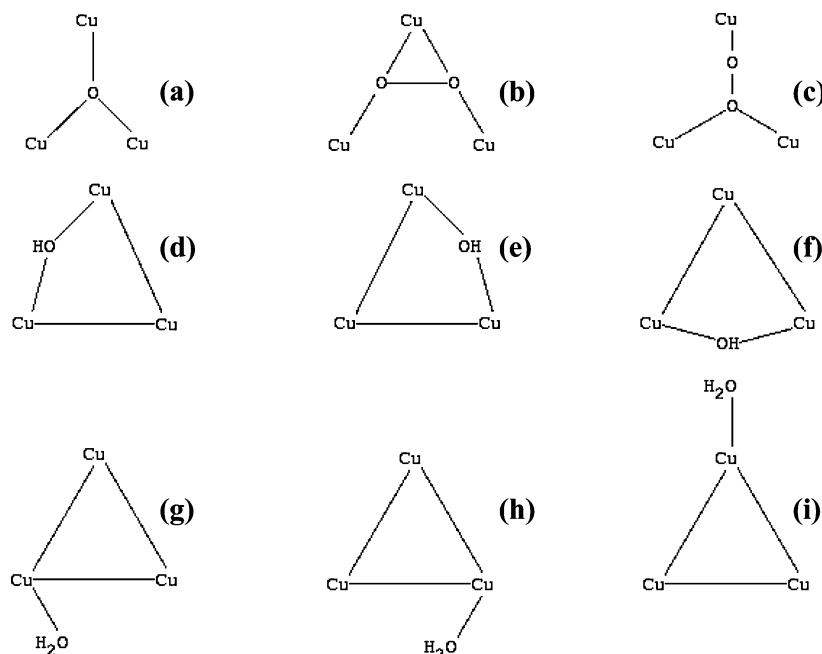 Cu
O
Cu Cu
(a)
Cu
O O
Cu Cu
(b)
Cu
O
O
Cu Cu
(c)
Cu
HO
Cu Cu
(d)
Cu
OH
Cu Cu
(e)
Cu
Cu Cu
OH
(f)
Cu
Cu Cu
H₂O
(g)
Cu
Cu Cu
H₂O
(h)
H₂O
Cu
Cu Cu
(i)